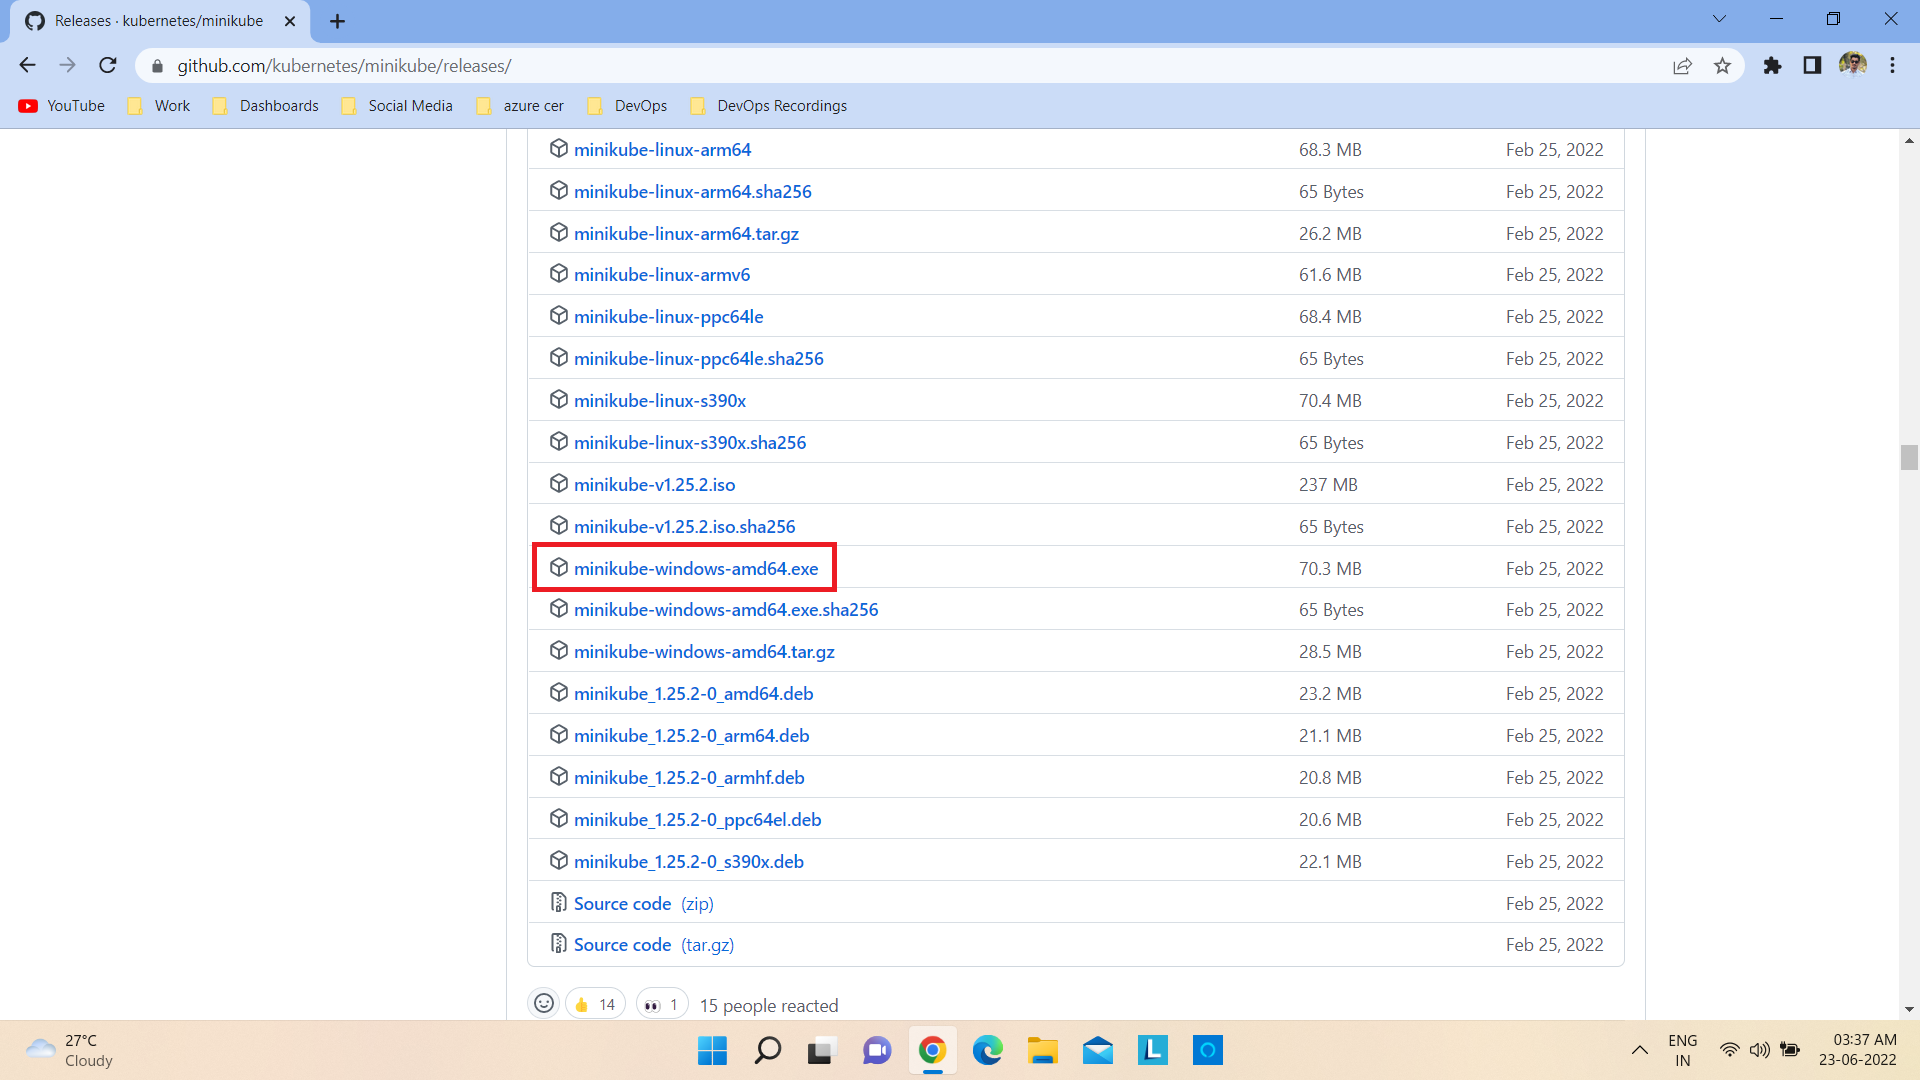 Releases · kubernetes/minikube
github.com/kubernetes/minikube/releases/
YouTube Work Dashboards Social Media azure cer DevOps DevOps Recordings
minikube-linux-arm64 68.3 MB Feb 25, 2022
minikube-linux-arm64.sha256 65 Bytes Feb 25, 2022
minikube-linux-arm64.tar.gz 26.2 MB Feb 25, 2022
minikube-linux-armv6 61.6 MB Feb 25, 2022
minikube-linux-ppc64le 68.4 MB Feb 25, 2022
minikube-linux-ppc64le.sha256 65 Bytes Feb 25, 2022
minikube-linux-s390x 70.4 MB Feb 25, 2022
minikube-linux-s390x.sha256 65 Bytes Feb 25, 2022
minikube-v1.25.2.iso 237 MB Feb 25, 2022
minikube-v1.25.2.iso.sha256 65 Bytes Feb 25, 2022
minikube-windows-amd64.exe 70.3 MB Feb 25, 2022
minikube-windows-amd64.exe.sha256 65 Bytes Feb 25, 2022
minikube-windows-amd64.tar.gz 28.5 MB Feb 25, 2022
minikube_1.25.2-0_amd64.deb 23.2 MB Feb 25, 2022
minikube_1.25.2-0_arm64.deb 21.1 MB Feb 25, 2022
minikube_1.25.2-0_armhf.deb 20.8 MB Feb 25, 2022
minikube_1.25.2-0_ppc64el.deb 20.6 MB Feb 25, 2022
minikube_1.25.2-0_s390x.deb 22.1 MB Feb 25, 2022
Source code (zip) Feb 25, 2022
Source code (tar.gz) Feb 25, 2022
14 1 15 people reacted
27°C
Cloudy
L
ENG
IN
03:37 AM
23-06-2022